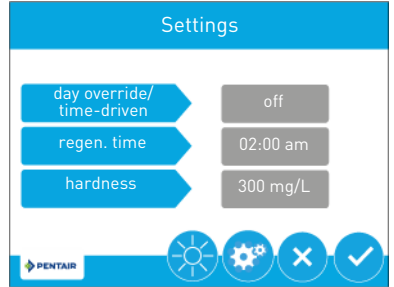 Settings
day override/
time-driven
off
regen. time
02:00 am
hardness
300 mg/L
PENTAIR